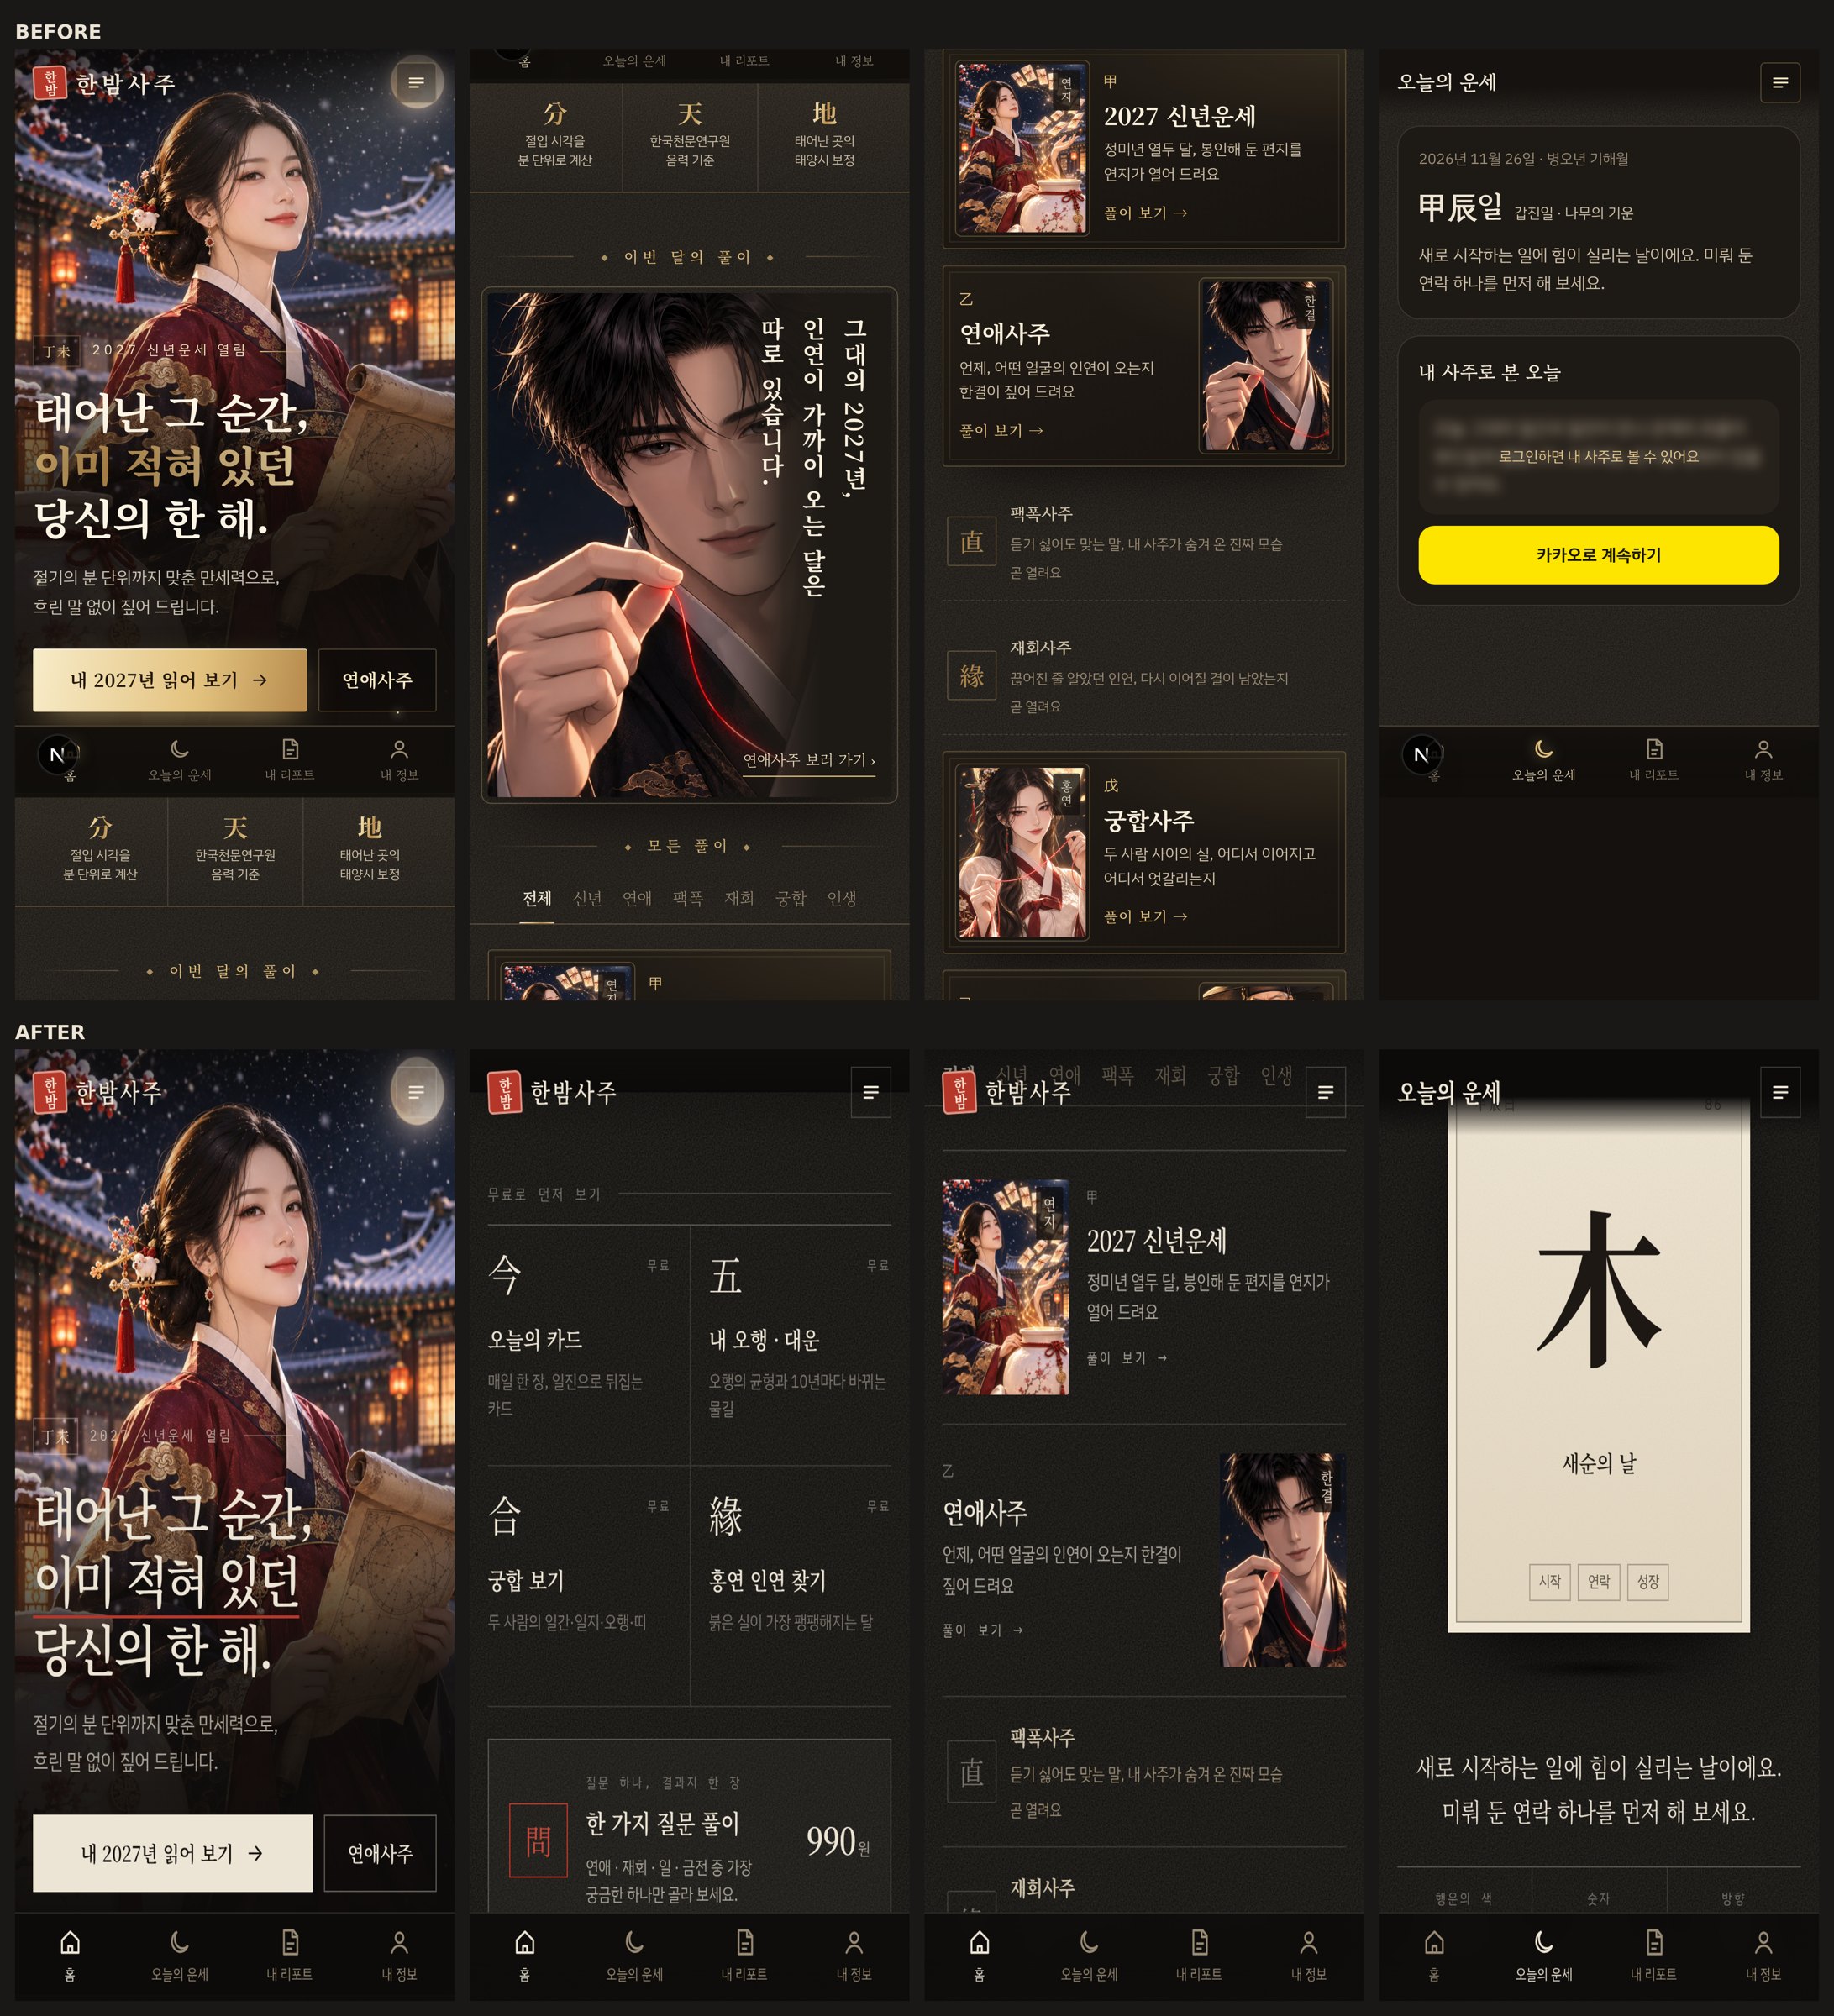 BEFORE
한밤
한밤사주
丁未 2027 신년운세 열림
태어난 그 순간,
이미 적혀 있던
당신의 한 해.
절기의 분 단위까지 맞춘 만세력으로,
흐린 말 없이 짚어 드립니다.
내 2027년 읽어 보기 →
연애사주
N
홈
오늘의 운세
내 리포트
내 정보
分
절입 시각을
분 단위로 계산
天
한국천문연구원
음력 기준
地
태어난 곳의
태양시 보정
이번 달의 풀이
홈
오늘의 운세
내 리포트
내 정보
分
절입 시각을
분 단위로 계산
天
한국천문연구원
음력 기준
地
태어난 곳의
태양시 보정
이번 달의 풀이
그대의 2027년,
인연이 가까이 오는 달은
따로 있습니다.
연애사주 보러 가기 ›
모든 풀이
전체 신년 연애 팩폭 재회 궁합 인생
연지
甲
연지
甲
2027 신년운세
정미년 열두 달, 봉인해 둔 편지를
연지가 열어 드려요
풀이 보기 →
乙
연애사주
언제, 어떤 얼굴의 인연이 오는지
한결이 짚어 드려요
풀이 보기 →
한결
直
팩폭사주
듣기 싫어도 맞는 말, 내 사주가 숨겨 온 진짜 모습
곧 열려요
緣
재회사주
끊어진 줄 알았던 인연, 다시 이어질 결이 남았는지
곧 열려요
홍연
戊
궁합사주
두 사람 사이의 실, 어디서 이어지고
어디서 엇갈리는지
풀이 보기 →
오늘의 운세
2026년 11월 26일 · 병오년 기해월
甲辰일 갑진일 · 나무의 기운
새로 시작하는 일에 힘이 실리는 날이에요. 미뤄 둔
연락 하나를 먼저 해 보세요.
내 사주로 본 오늘
로그인하면 내 사주로 볼 수 있어요
카카오로 계속하기
N
홈
오늘의 운세
내 리포트
내 정보
AFTER
한밤
한밤사주
丁未 2027 신년운세 열림
태어난 그 순간,
이미 적혀 있던
당신의 한 해.
절기의 분 단위까지 맞춘 만세력으로,
흐린 말 없이 짚어 드립니다.
내 2027년 읽어 보기 →
연애사주
홈
오늘의 운세
내 리포트
내 정보
한밤
한밤사주
무료로 먼저 보기
今
무료
오늘의 카드
매일 한 장, 일진으로 뒤집는
카드
五
무료
내 오행 · 대운
오행의 균형과 10년마다 바뀌는
물길
合
무료
궁합 보기
두 사람의 일간·일지·오행·띠
緣
무료
홍연 인연 찾기
붉은 실이 가장 팽팽해지는 달
問
질문 하나, 결과지 한 장
한 가지 질문 풀이
연애 · 재회 · 일 · 금전 중 가장
궁금한 하나만 골라 보세요.
990원
홈
오늘의 운세
내 리포트
내 정보
전체 신년 연애 팩폭 재회 궁합 인생
한밤
한밤사주
연지
甲
2027 신년운세
정미년 열두 달, 봉인해 둔 편지를 연지가
열어 드려요
풀이 보기 →
乙
연애사주
언제, 어떤 얼굴의 인연이 오는지 한결이
짚어 드려요
풀이 보기 →
한결
直
팩폭사주
듣기 싫어도 맞는 말, 내 사주가 숨겨 온 진짜 모습
곧 열려요
재회사주
홈
오늘의 운세
내 리포트
내 정보
오늘의 운세
86
木
새순의 날
시작 연락 성장
새로 시작하는 일에 힘이 실리는 날이에요.
미뤄 둔 연락 하나를 먼저 해 보세요.
행운의 색
숫자
방향
홈
오늘의 운세
내 리포트
내 정보